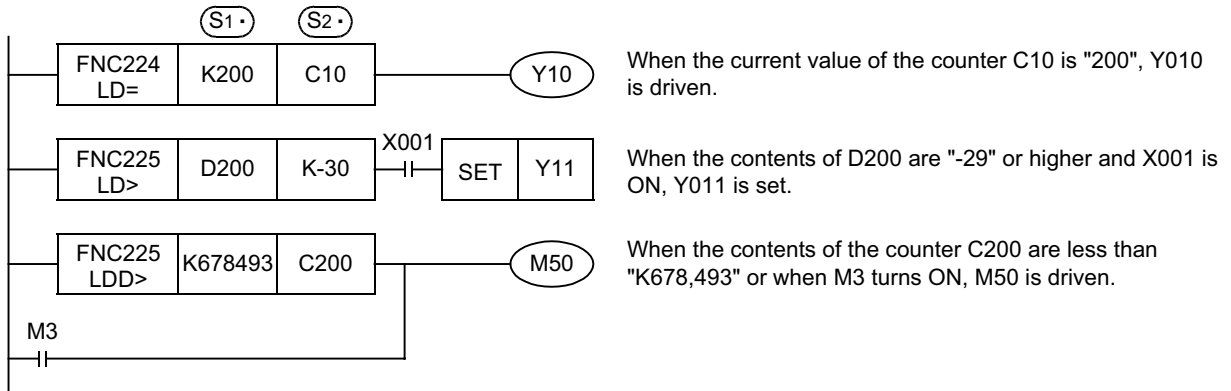 S1· S2·
FNC224 K200 C10 Y10
LD=
When the current value of the counter C10 is "200", Y010
is driven.
FNC225 D200 K-30 X001 SET Y11
LD>
When the contents of D200 are "-29" or higher and X001 is
ON, Y011 is set.
FNC225 K678493 C200 M50
LDD>
When the contents of the counter C200 are less than
"K678,493" or when M3 turns ON, M50 is driven.
M3